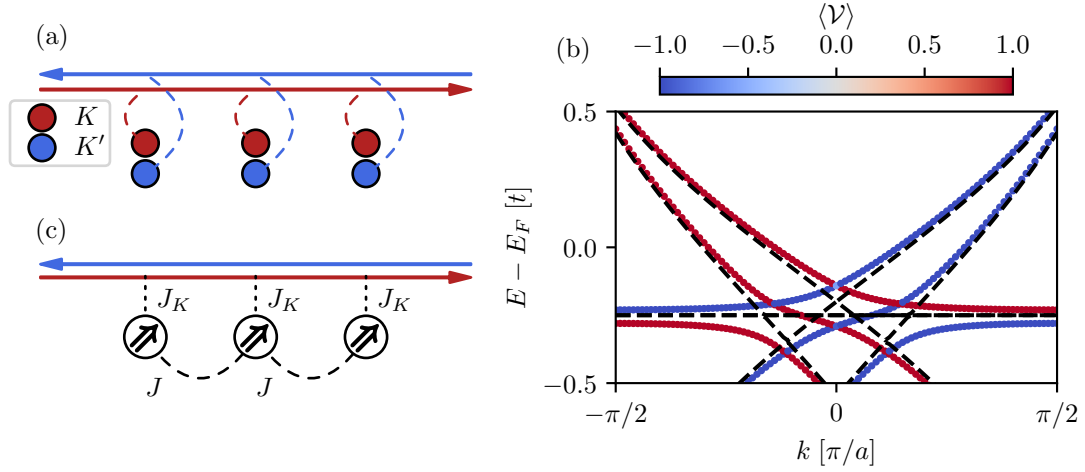 (a)
K
K′
(c)
J_K J_K J_K
J J
(b)
⟨𝒱⟩
−1.0 −0.5 0.0 0.5 1.0
E − E_F [t]
0.5
0.0
−0.5
−π/2 0 π/2
k [π/a]